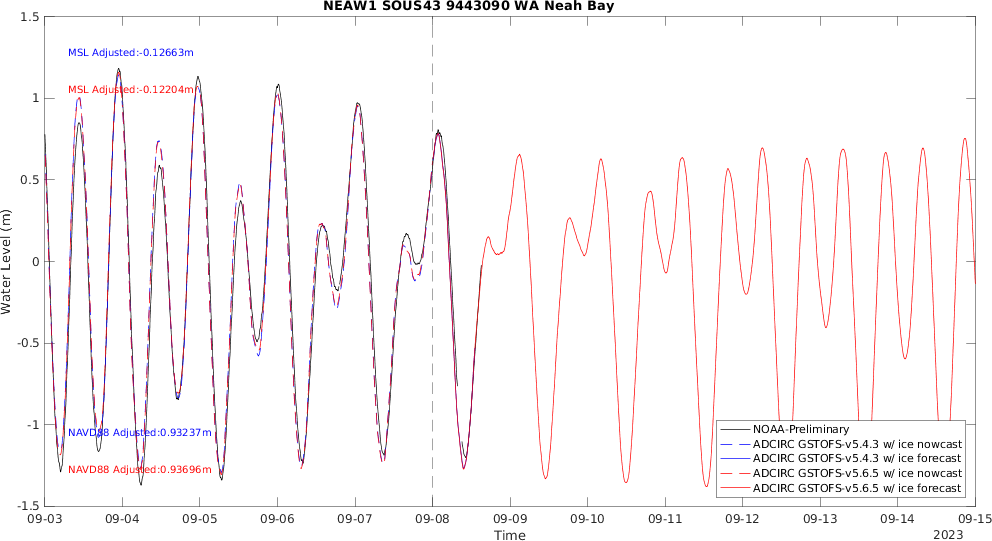 NEAW1 SOUS43 9443090 WA Neah Bay
1.5
MSL Adjusted:-0.12663m
1
MSL Adjusted:-0.12204m
0.5
0
-0.5
-1
NAVD88 Adjusted:0.93237m
NAVD88 Adjusted:0.93696m
-1.5
Water Level (m)
NOAA-Preliminary
ADCIRC GSTOFS-v5.4.3 w/ ice nowcast
ADCIRC GSTOFS-v5.4.3 w/ ice forecast
ADCIRC GSTOFS-v5.6.5 w/ ice nowcast
ADCIRC GSTOFS-v5.6.5 w/ ice forecast
09-03 09-04 09-05 09-06 09-07 09-08 09-09 09-10 09-11 09-12 09-13 09-14 09-15
Time
2023